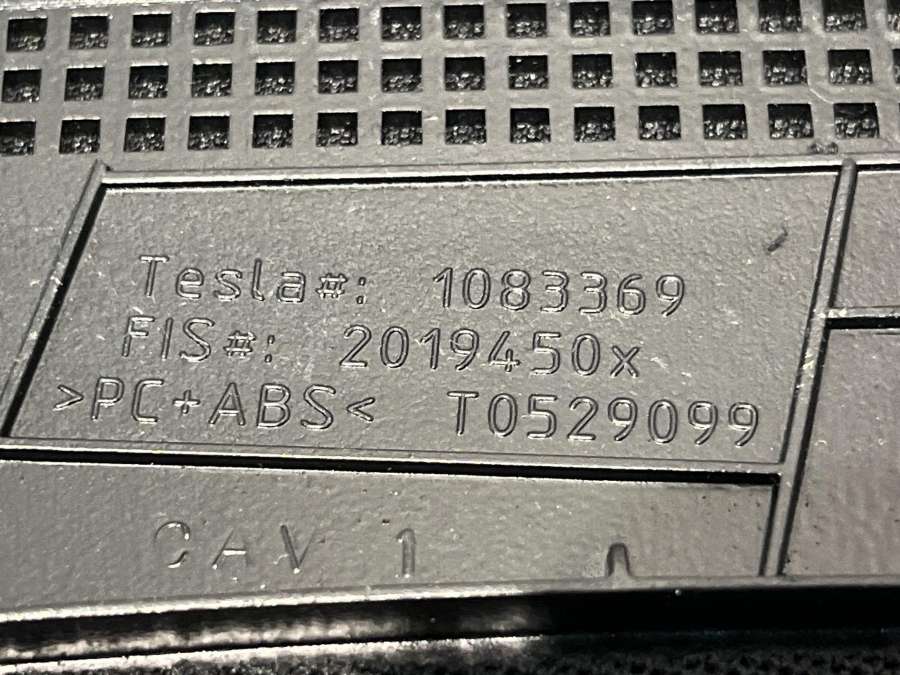 Tesla#: 1083369
FIS#: 2019450x
>PC+ABS< T0529099
CAV 1